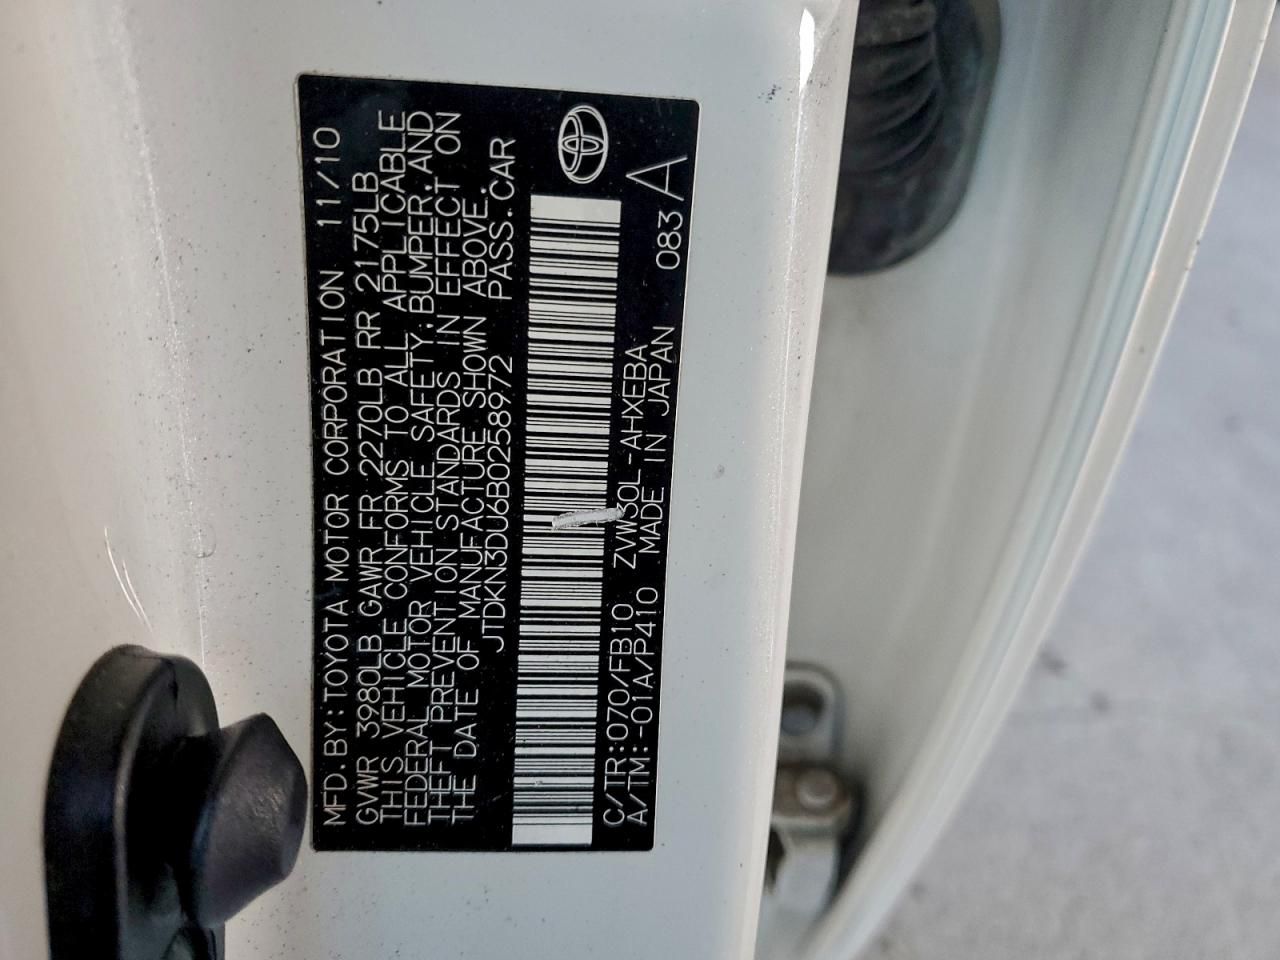 MFD.BY:TOYOTA MOTOR CORPORATION 11/10
GVWR 3980LB GAWR FR 2270LB RR 2175LB
THIS VEHICLE CONFORMS TO ALL APPLICABLE
FEDERAL MOTOR VEHICLE SAFETY,BUMPER,AND
THEFT PREVENTION STANDARDS IN EFFECT ON
THE DATE OF MANUFACTURE SHOWN ABOVE.
JTDKN3DU6B0258972 PASS.CAR
C/TR:070/FB10 ZVW30L-AHXEBA 083 A
A/TM:-01A/P410 MADE IN JAPAN